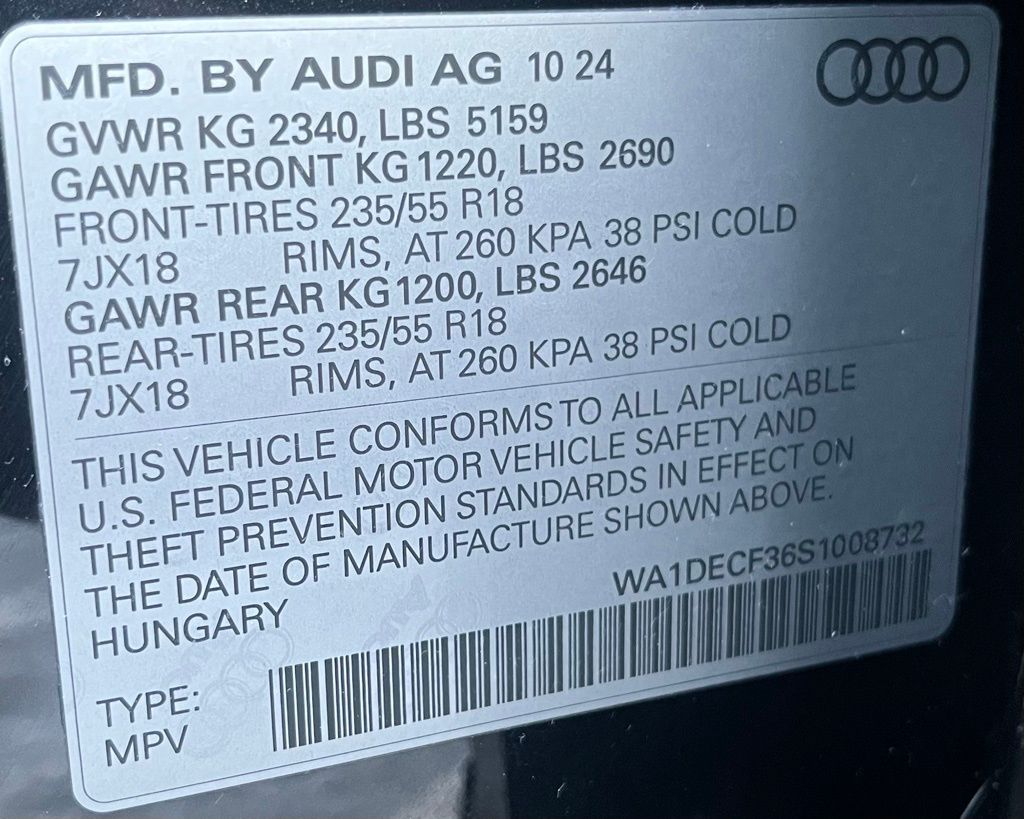 MFD. BY AUDI AG 10 24
GVWR KG 2340, LBS 5159
GAWR FRONT KG 1220, LBS 2690
FRONT-TIRES 235/55 R18
7JX18 RIMS, AT 260 KPA 38 PSI COLD
GAWR REAR KG 1200, LBS 2646
REAR-TIRES 235/55 R18
7JX18 RIMS, AT 260 KPA 38 PSI COLD
THIS VEHICLE CONFORMS TO ALL APPLICABLE
U.S. FEDERAL MOTOR VEHICLE SAFETY AND
THEFT PREVENTION STANDARDS IN EFFECT ON
THE DATE OF MANUFACTURE SHOWN ABOVE.
HUNGARY WA1DECF36S1008732
TYPE:
MPV